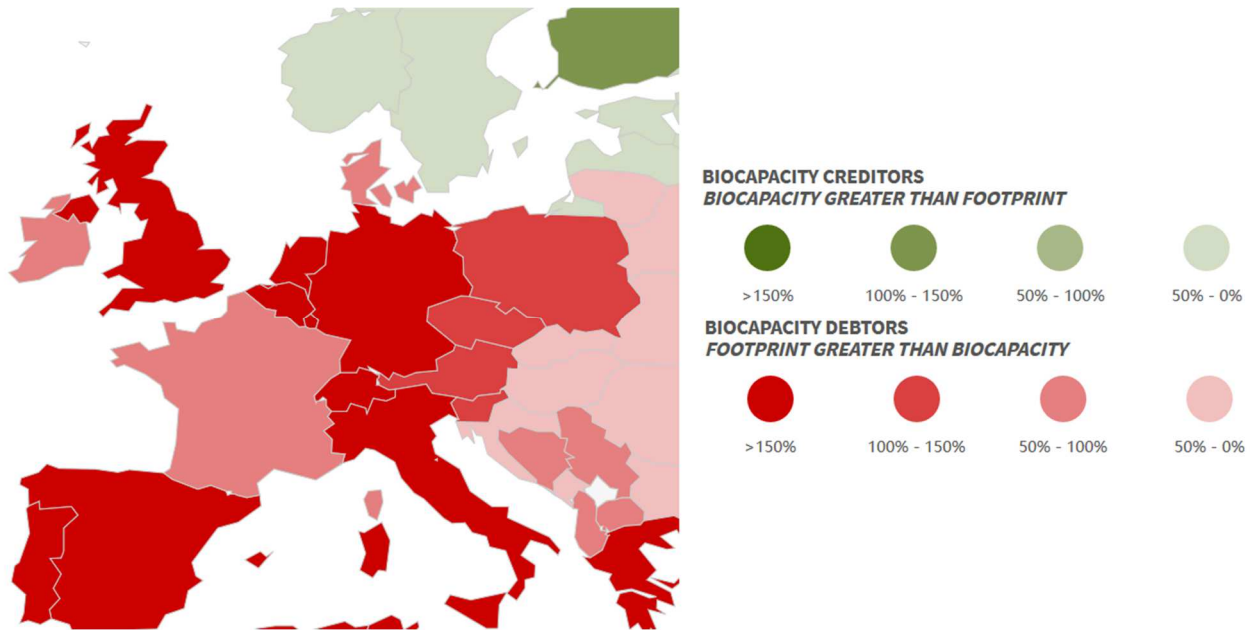 BIOCAPACITY CREDITORS
BIOCAPACITY GREATER THAN FOOTPRINT
>150% 100% - 150% 50% - 100% 50% - 0%
BIOCAPACITY DEBTORS
FOOTPRINT GREATER THAN BIOCAPACITY
>150% 100% - 150% 50% - 100% 50% - 0%